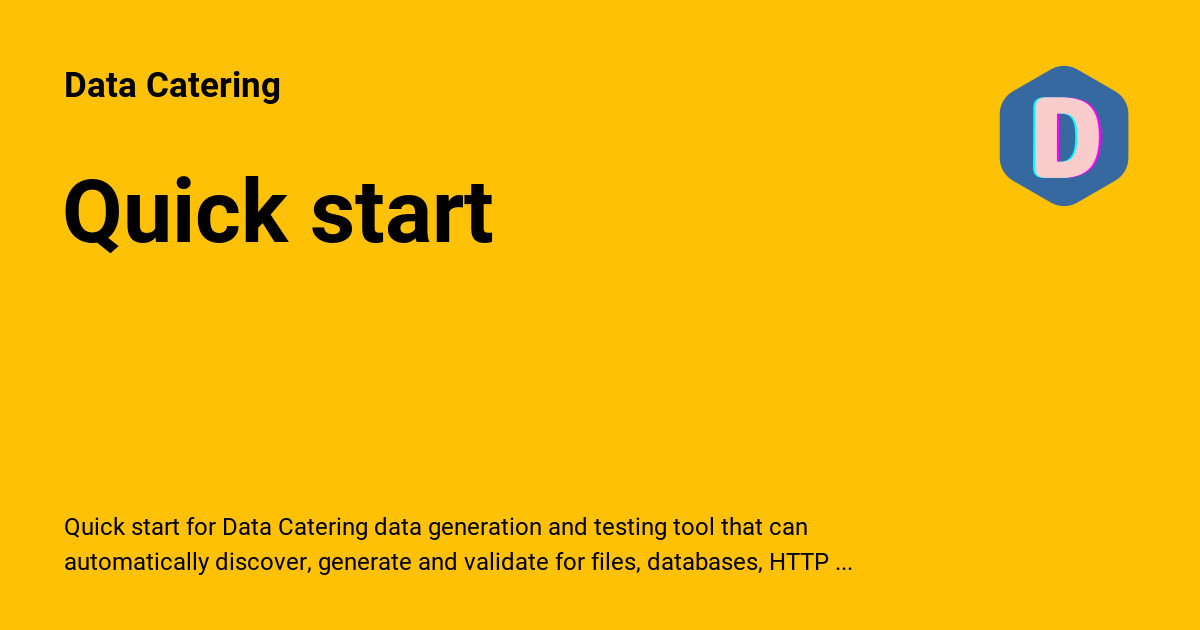 Data Catering
D
Quick start
Quick start for Data Catering data generation and testing tool that can
automatically discover, generate and validate for files, databases, HTTP ...